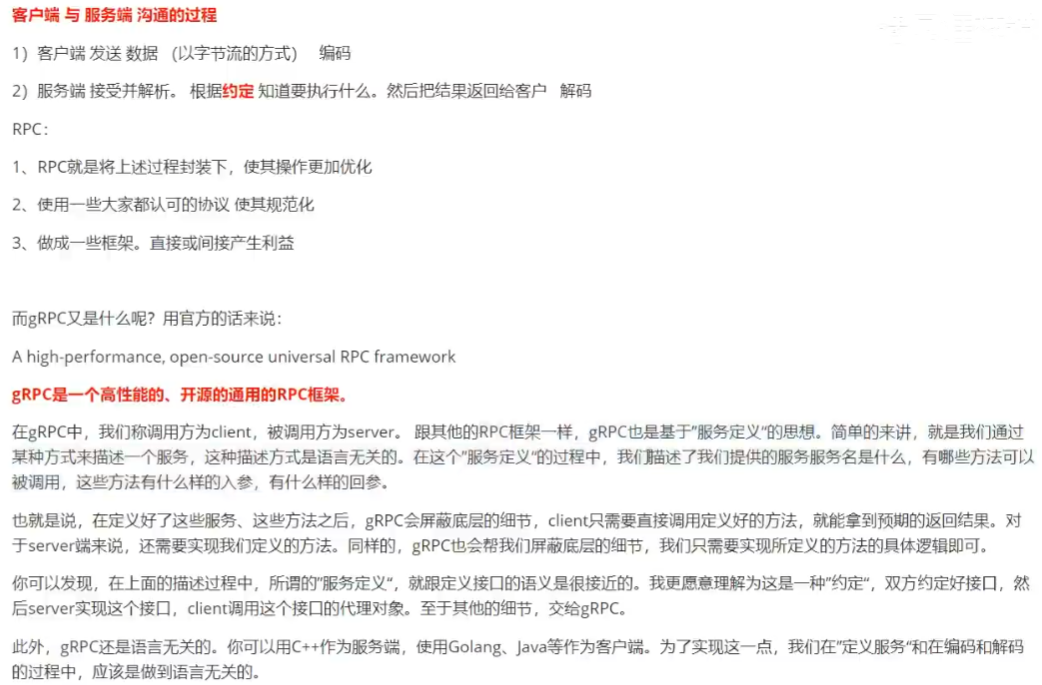 客户端 与 服务端 沟通的过程
1）客户端 发送 数据 （以字节流的方式） 编码
2）服务端 接受并解析。 根据约定 知道要执行什么。然后把结果返回给客户 解码
RPC：
1、RPC就是将上述过程封装下，使其操作更加优化
2、使用一些大家都认可的协议 使其规范化
3、做成一些框架。直接或间接产生利益
而gRPC又是什么呢？用官方的话来说：
A high-performance, open-source universal RPC framework
gRPC是一个高性能的、开源的通用的RPC框架。
在gRPC中，我们称调用方为client，被调用方为server。 跟其他的RPC框架一样，gRPC也是基于"服务定义"的思想。简单的来讲，就是我们通过
某种方式来描述一个服务，这种描述方式是语言无关的。在这个"服务定义"的过程中，我们描述了我们提供的服务服务名是什么，有哪些方法可以
被调用，这些方法有什么样的入参，有什么样的回参。
也就是说，在定义好了这些服务、这些方法之后，gRPC会屏蔽底层的细节，client只需要直接调用定义好的方法，就能拿到预期的返回结果。对
于server端来说，还需要实现我们定义的方法。同样的，gRPC也会帮我们屏蔽底层的细节，我们只需要实现所定义的方法的具体逻辑即可。
你可以发现，在上面的描述过程中，所谓的"服务定义"，就跟定义接口的语义是很接近的。我更愿意理解为这是一种"约定"，双方约定好接口，然
后server实现这个接口，client调用这个接口的代理对象。至于其他的细节，交给gRPC。
此外，gRPC还是语言无关的。你可以用C++作为服务端，使用Golang、Java等作为客户端。为了实现这一点，我们在"定义服务"和在编码和解码
的过程中，应该是做到语言无关的。